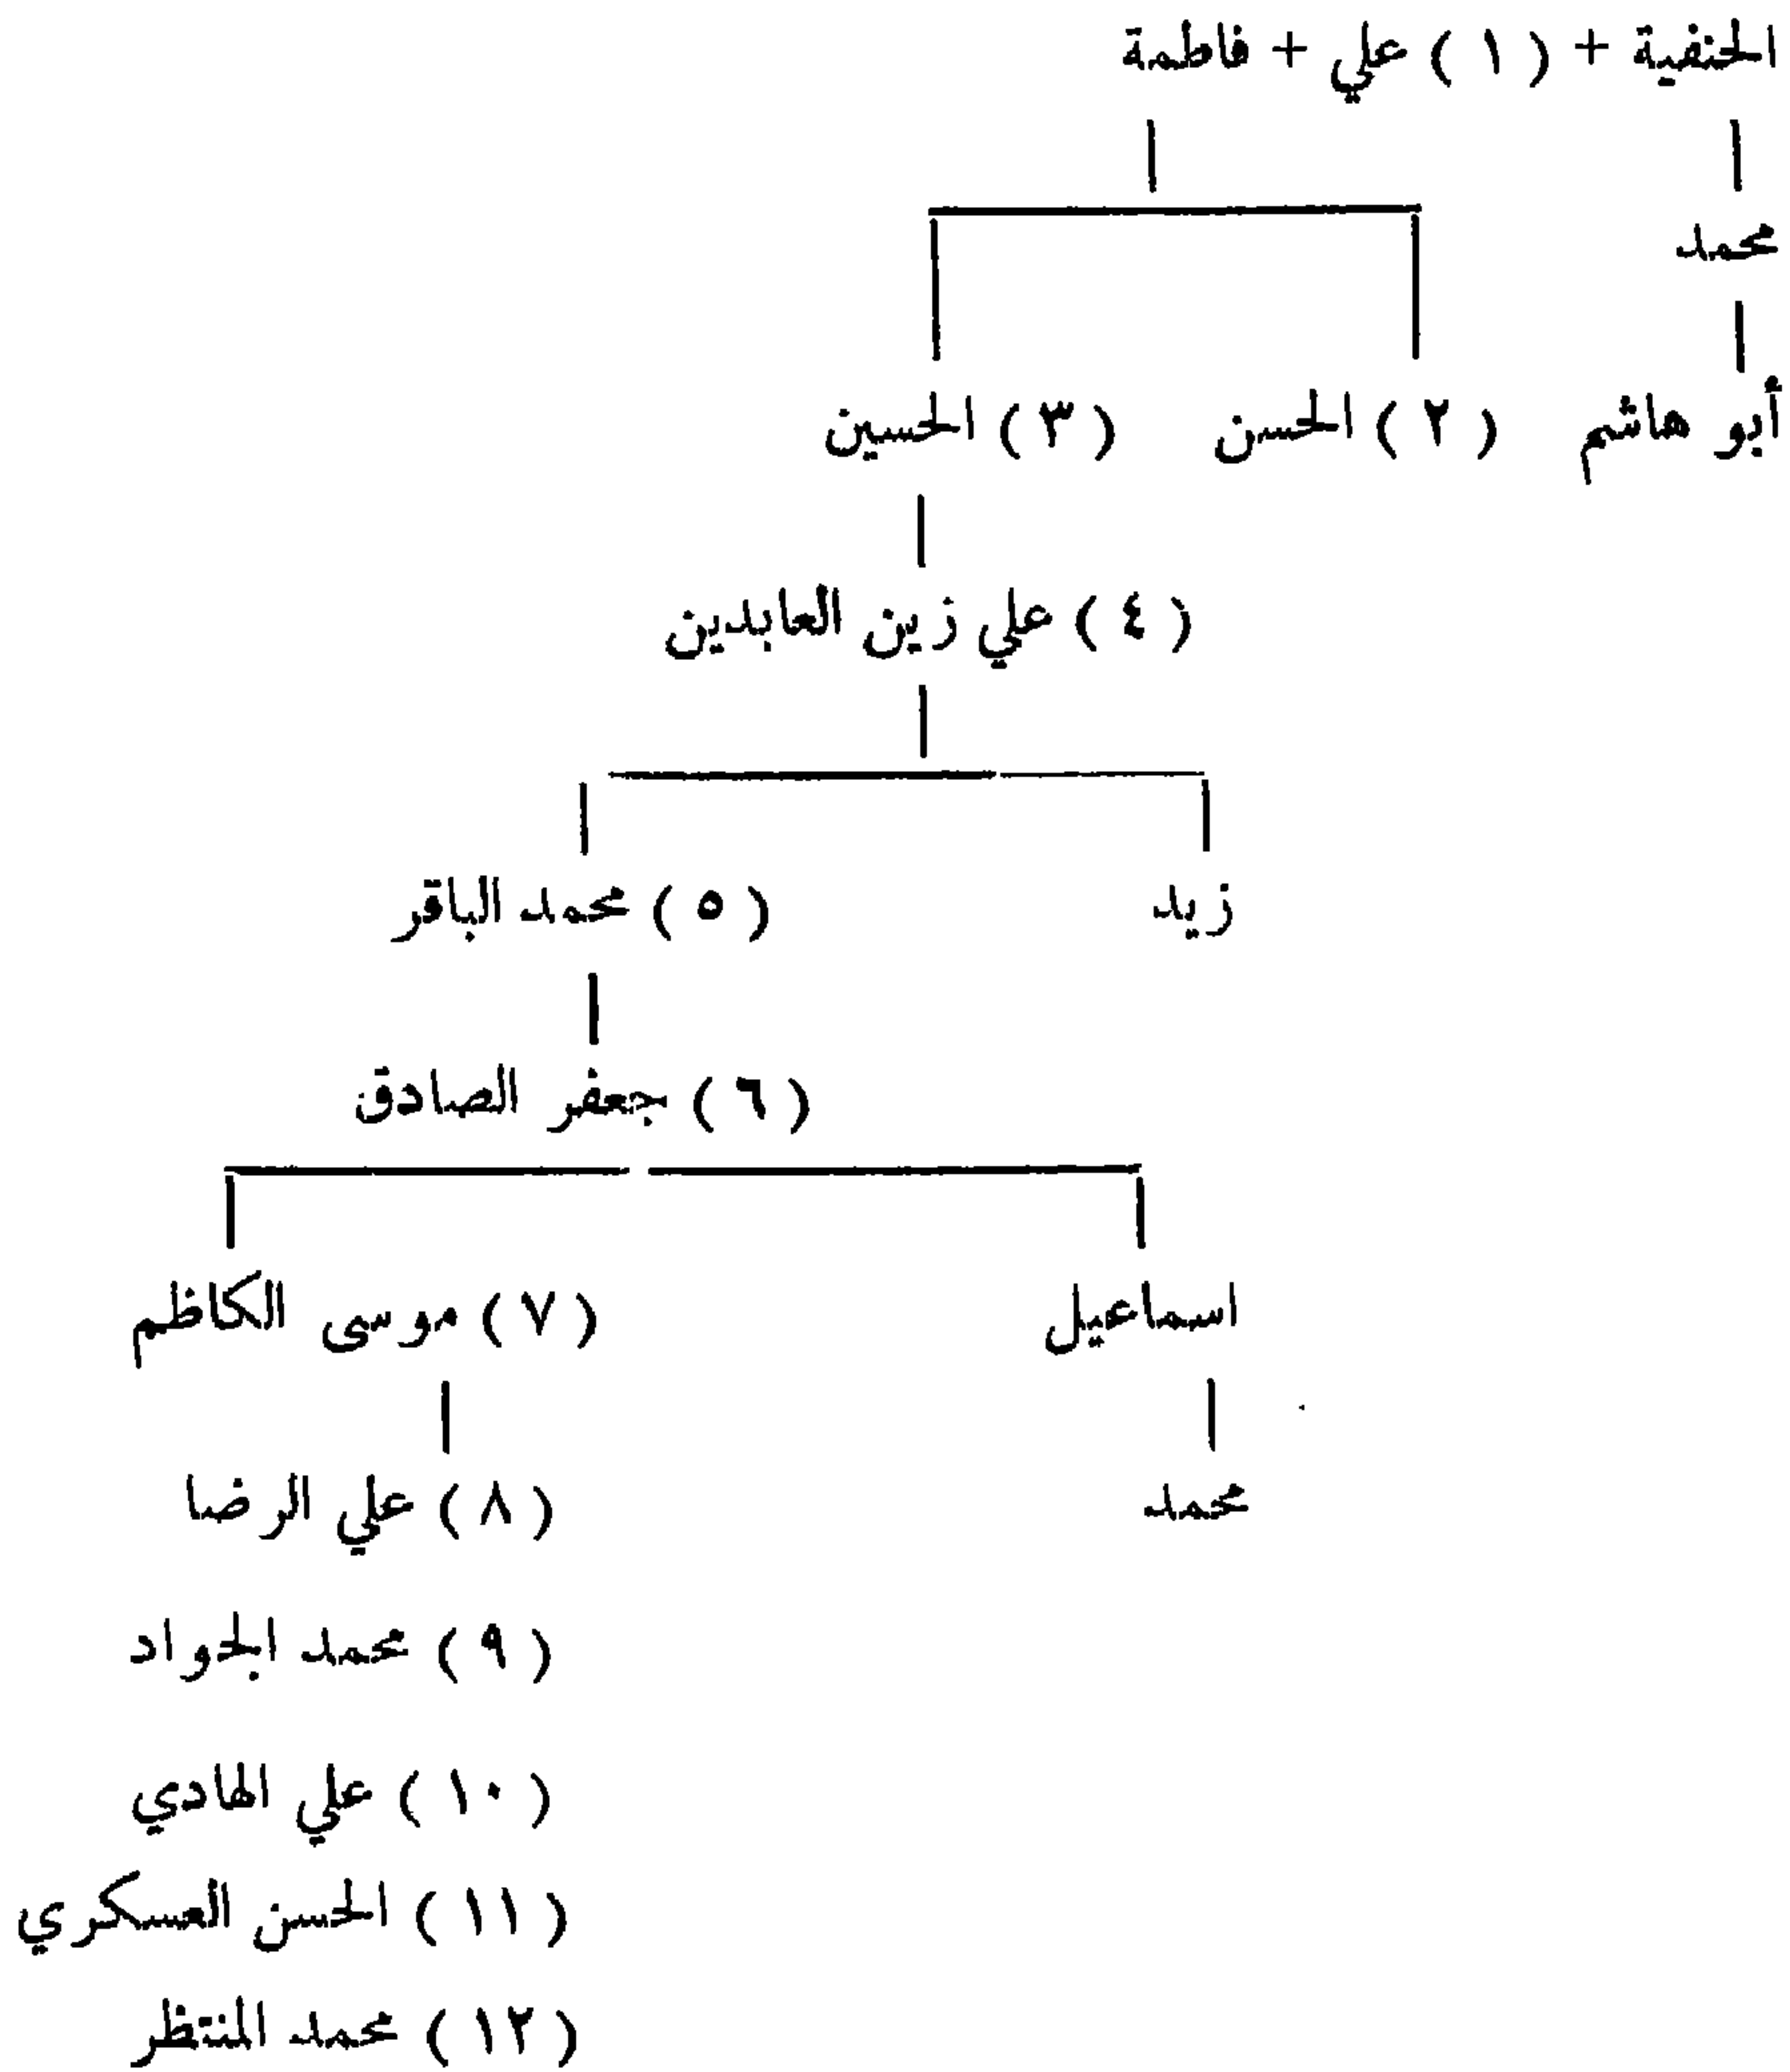 الحنفية + ( ١ ) علي + فاطمة
محمد
أبو هاشم ( ٢ ) الحسن ( ٣ ) الحسين
( ٤ ) علي زين العابدين
زيد ( ٥ ) محمد الباقر
( ٦ ) جعفر الصادق
اسماعيل ( ٧ ) موسى الكاظم
محمد ( ٨ ) علي الرضا
( ٩ ) محمد الجواد
( ١٠ ) علي الهادي
( ١١ ) الحسن العسكري
( ١٢ ) محمد المنتظر